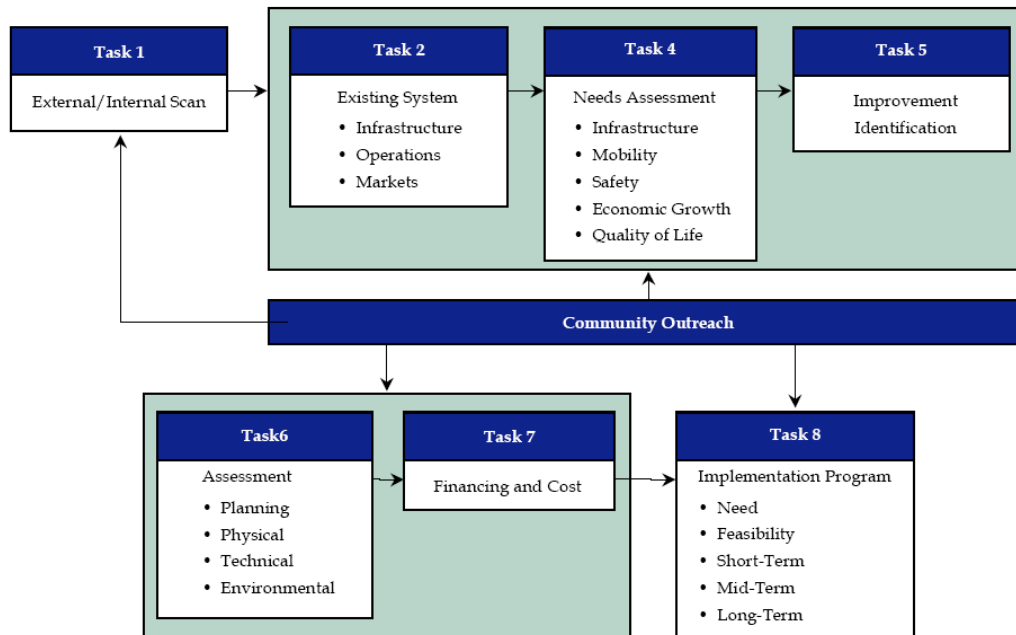 Task 1
External/Internal Scan
Task 2
Existing System
• Infrastructure
• Operations
• Markets
Task 4
Needs Assessment
• Infrastructure
• Mobility
• Safety
• Economic Growth
• Quality of Life
Task 5
Improvement
Identification
Community Outreach
Task6
Assessment
• Planning
• Physical
• Technical
• Environmental
Task 7
Financing and Cost
Task 8
Implementation Program
• Need
• Feasibility
• Short-Term
• Mid-Term
• Long-Term